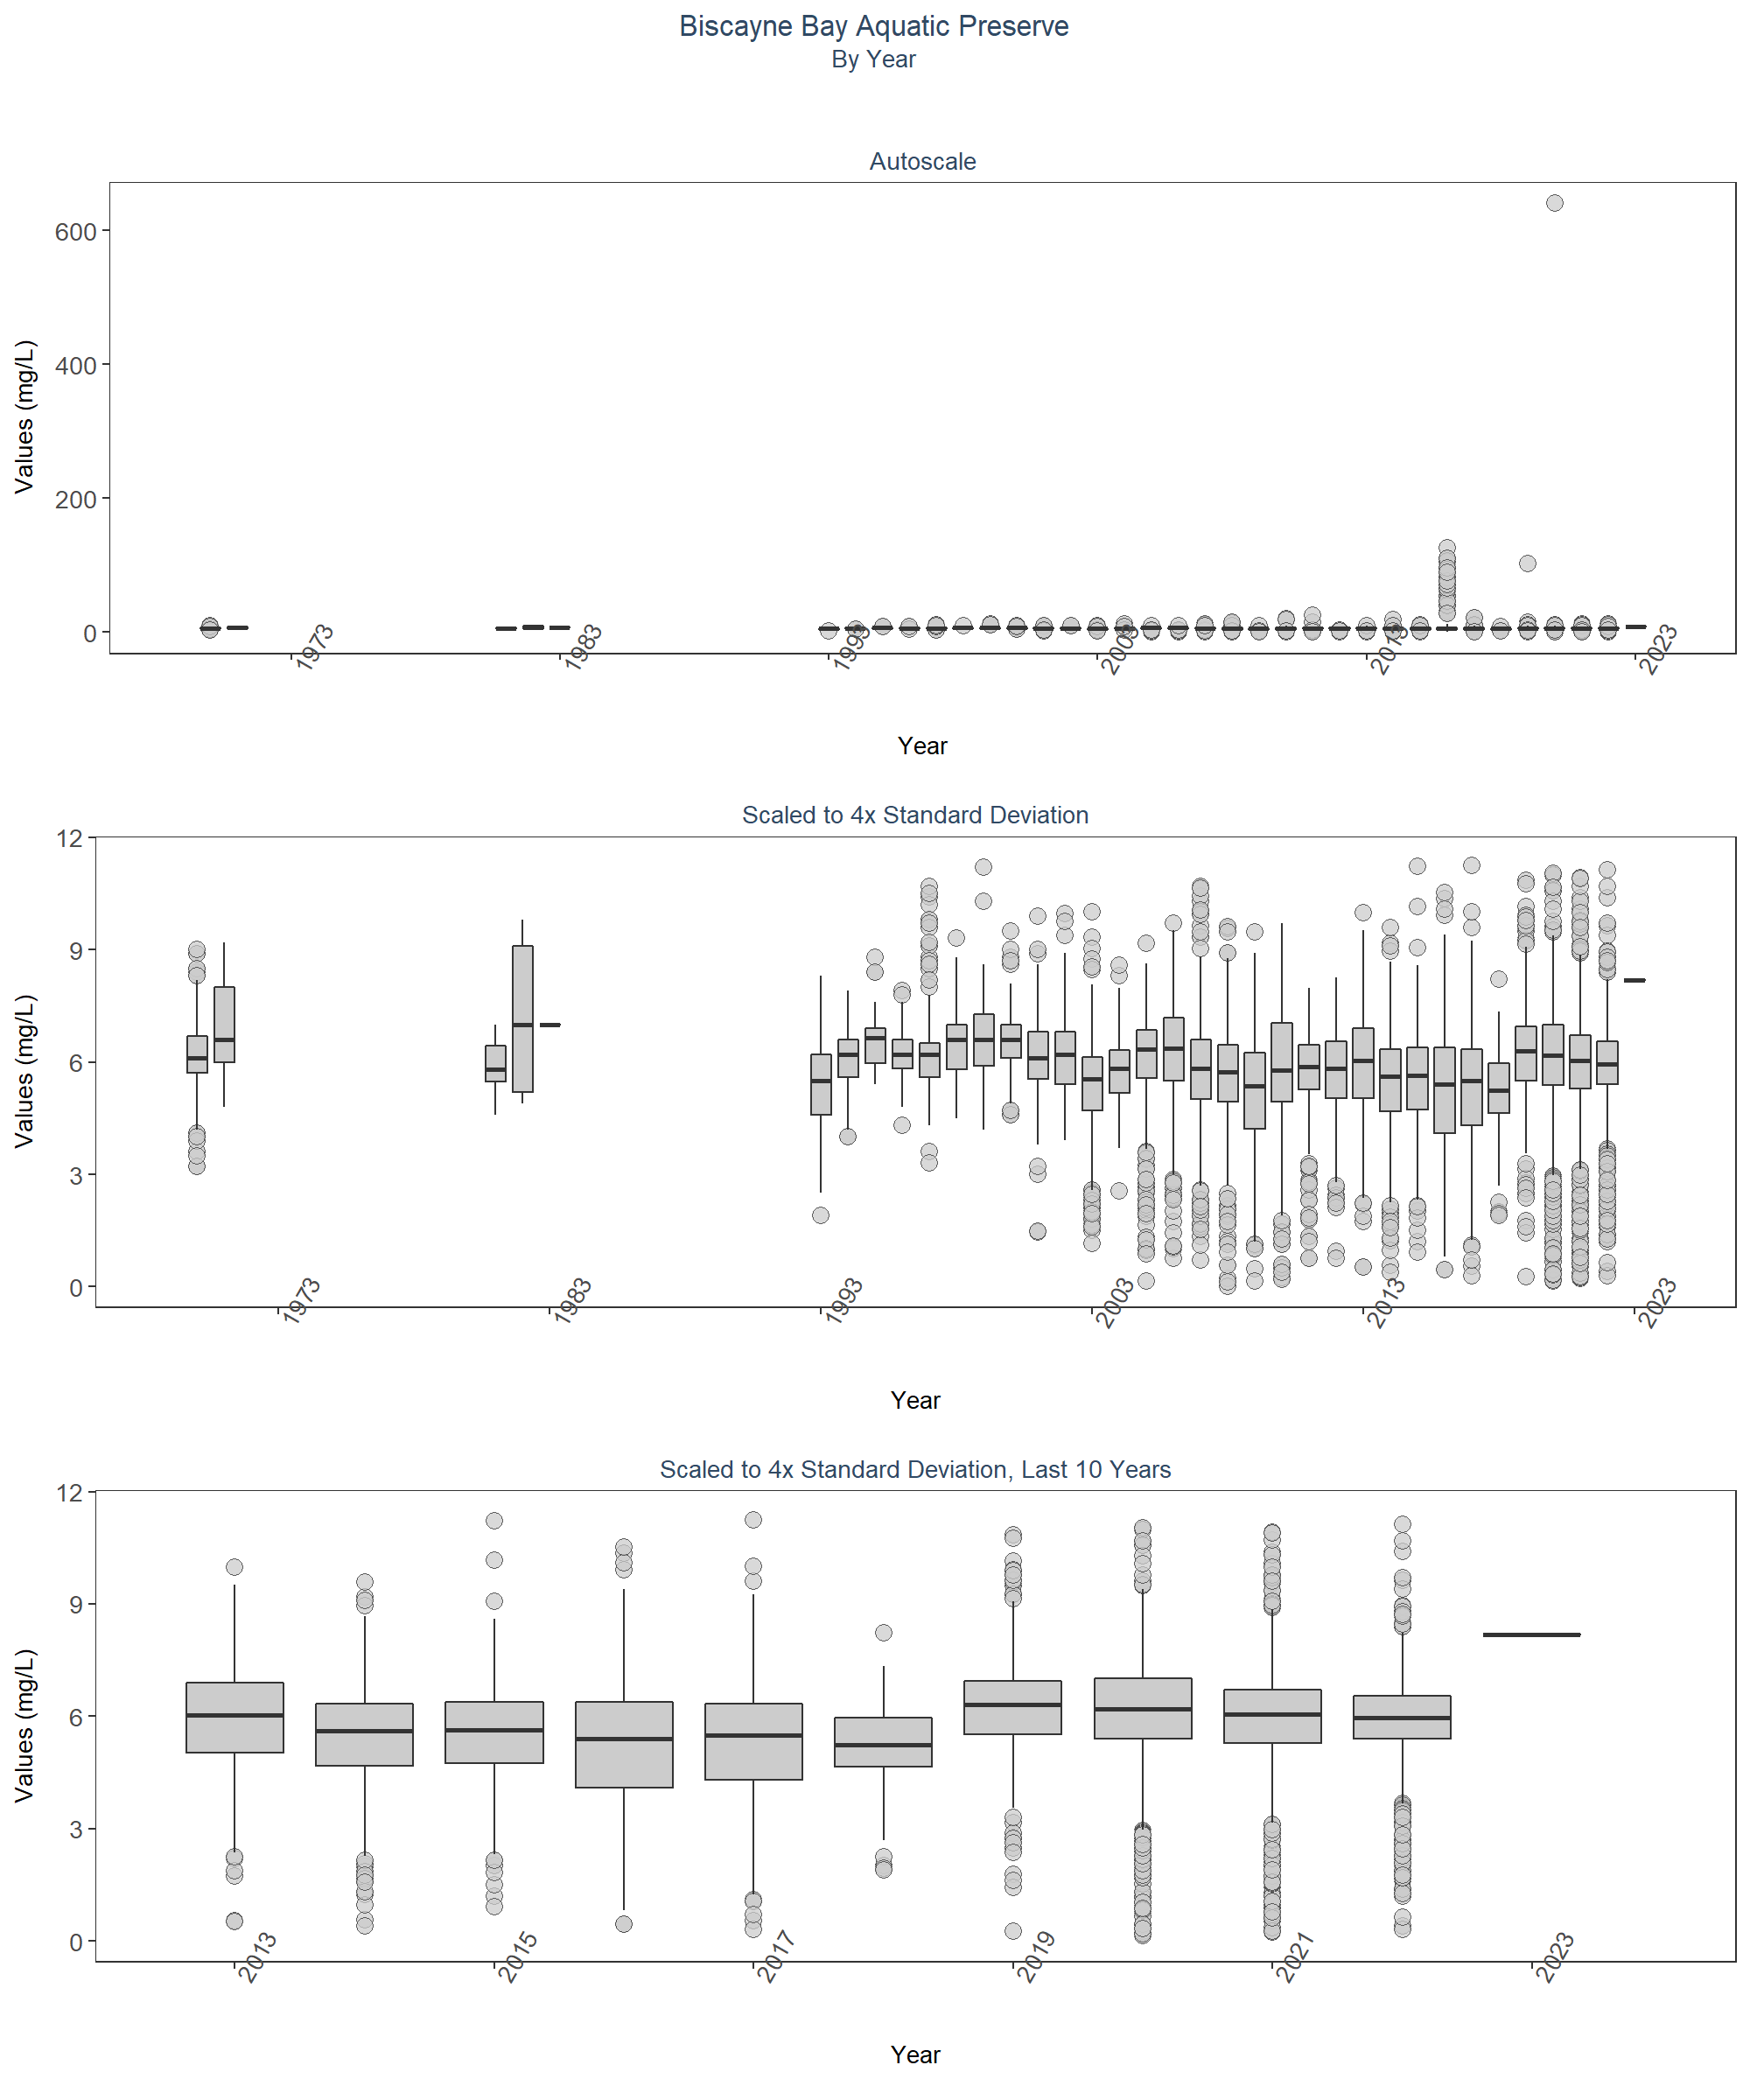 Biscayne Bay Aquatic Preserve
By Year
Autoscale
600
400
200
0
Values (mg/L)
1973
1983
1993
2003
2013
2023
Year
Scaled to 4x Standard Deviation
12
9
6
3
0
Values (mg/L)
1973
1983
1993
2003
2013
2023
Year
Scaled to 4x Standard Deviation, Last 10 Years
12
9
6
3
0
Values (mg/L)
2013
2015
2017
2019
2021
2023
Year